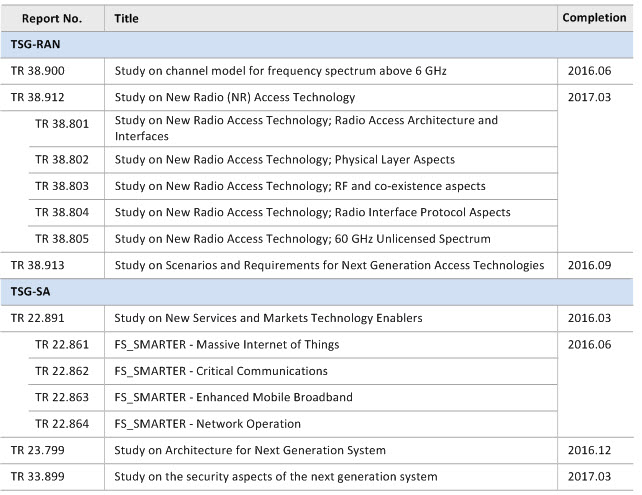 Report No. Title Completion
TSG-RAN
TR 38.900 Study on channel model for frequency spectrum above 6 GHz 2016.06
TR 38.912 Study on New Radio (NR) Access Technology 2017.03
TR 38.801 Study on New Radio Access Technology; Radio Access Architecture and
Interfaces
TR 38.802 Study on New Radio Access Technology; Physical Layer Aspects
TR 38.803 Study on New Radio Access Technology; RF and co-existence aspects
TR 38.804 Study on New Radio Access Technology; Radio Interface Protocol Aspects
TR 38.805 Study on New Radio Access Technology; 60 GHz Unlicensed Spectrum
TR 38.913 Study on Scenarios and Requirements for Next Generation Access Technologies 2016.09
TSG-SA
TR 22.891 Study on New Services and Markets Technology Enablers 2016.03
TR 22.861 FS_SMARTER - Massive Internet of Things 2016.06
TR 22.862 FS_SMARTER - Critical Communications
TR 22.863 FS_SMARTER - Enhanced Mobile Broadband
TR 22.864 FS_SMARTER - Network Operation
TR 23.799 Study on Architecture for Next Generation System 2016.12
TR 33.899 Study on the security aspects of the next generation system 2017.03